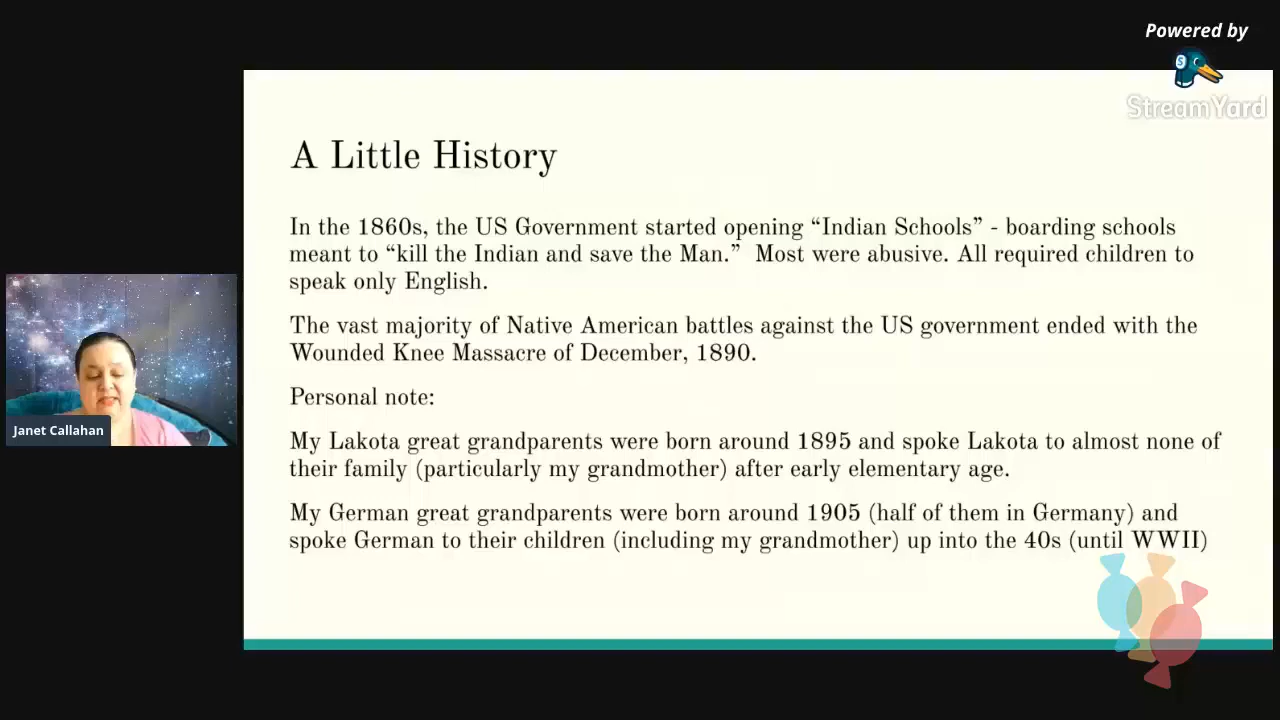 Powered by
S
StreamYard
A Little History
In the 1860s, the US Government started opening “Indian Schools” - boarding schools
meant to “kill the Indian and save the Man.”  Most were abusive. All required children to
speak only English.
The vast majority of Native American battles against the US government ended with the
Wounded Knee Massacre of December, 1890.
Personal note:
My Lakota great grandparents were born around 1895 and spoke Lakota to almost none of
their family (particularly my grandmother) after early elementary age.
My German great grandparents were born around 1905 (half of them in Germany) and
spoke German to their children (including my grandmother) up into the 40s (until WWII)
Janet Callahan